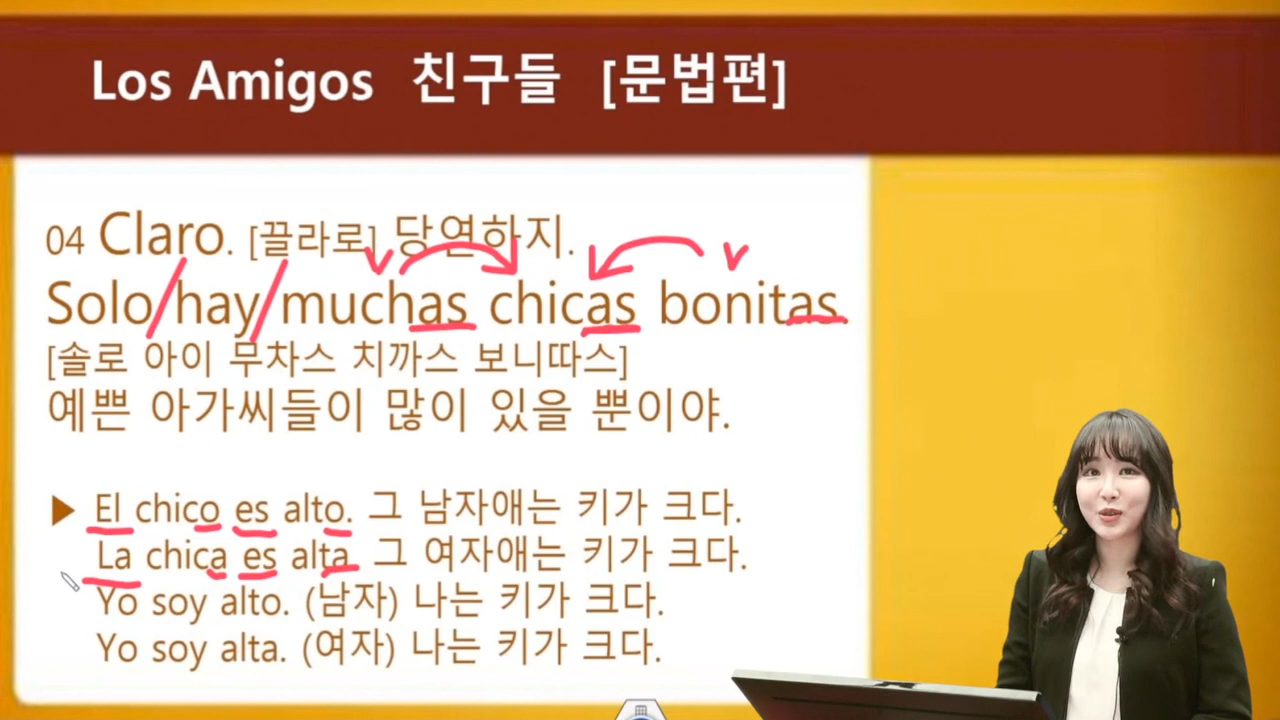 Los Amigos 친구들 [문법편]
04 Claro. [끌라로] 당연하지.
Solo hay muchas chicas bonitas.
[솔로 아이 무차스 치까스 보니따스]
예쁜 아가씨들이 많이 있을 뿐이야.
▶ El chico es alto. 그 남자애는 키가 크다.
La chica es alta. 그 여자애는 키가 크다.
Yo soy alto. (남자) 나는 키가 크다.
Yo soy alta. (여자) 나는 키가 크다.